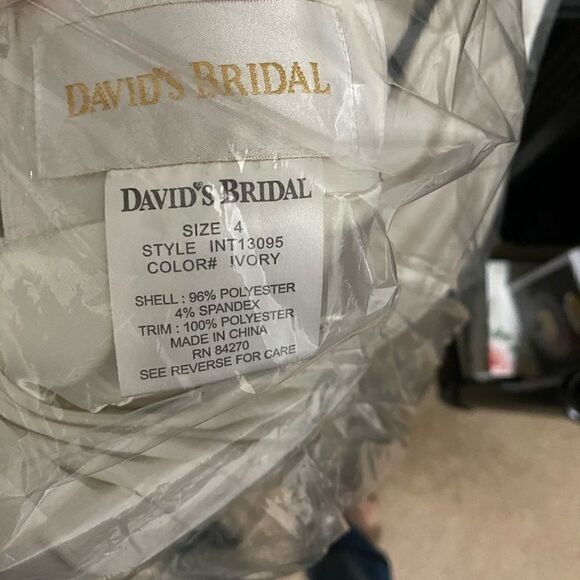 DAVID'S BRIDAL
DAVID'S BRIDAL
SIZE 4
STYLE INT13095
COLOR# IVORY
SHELL : 96% POLYESTER
4% SPANDEX
TRIM : 100% POLYESTER
MADE IN CHINA
RN 84270
SEE REVERSE FOR CARE